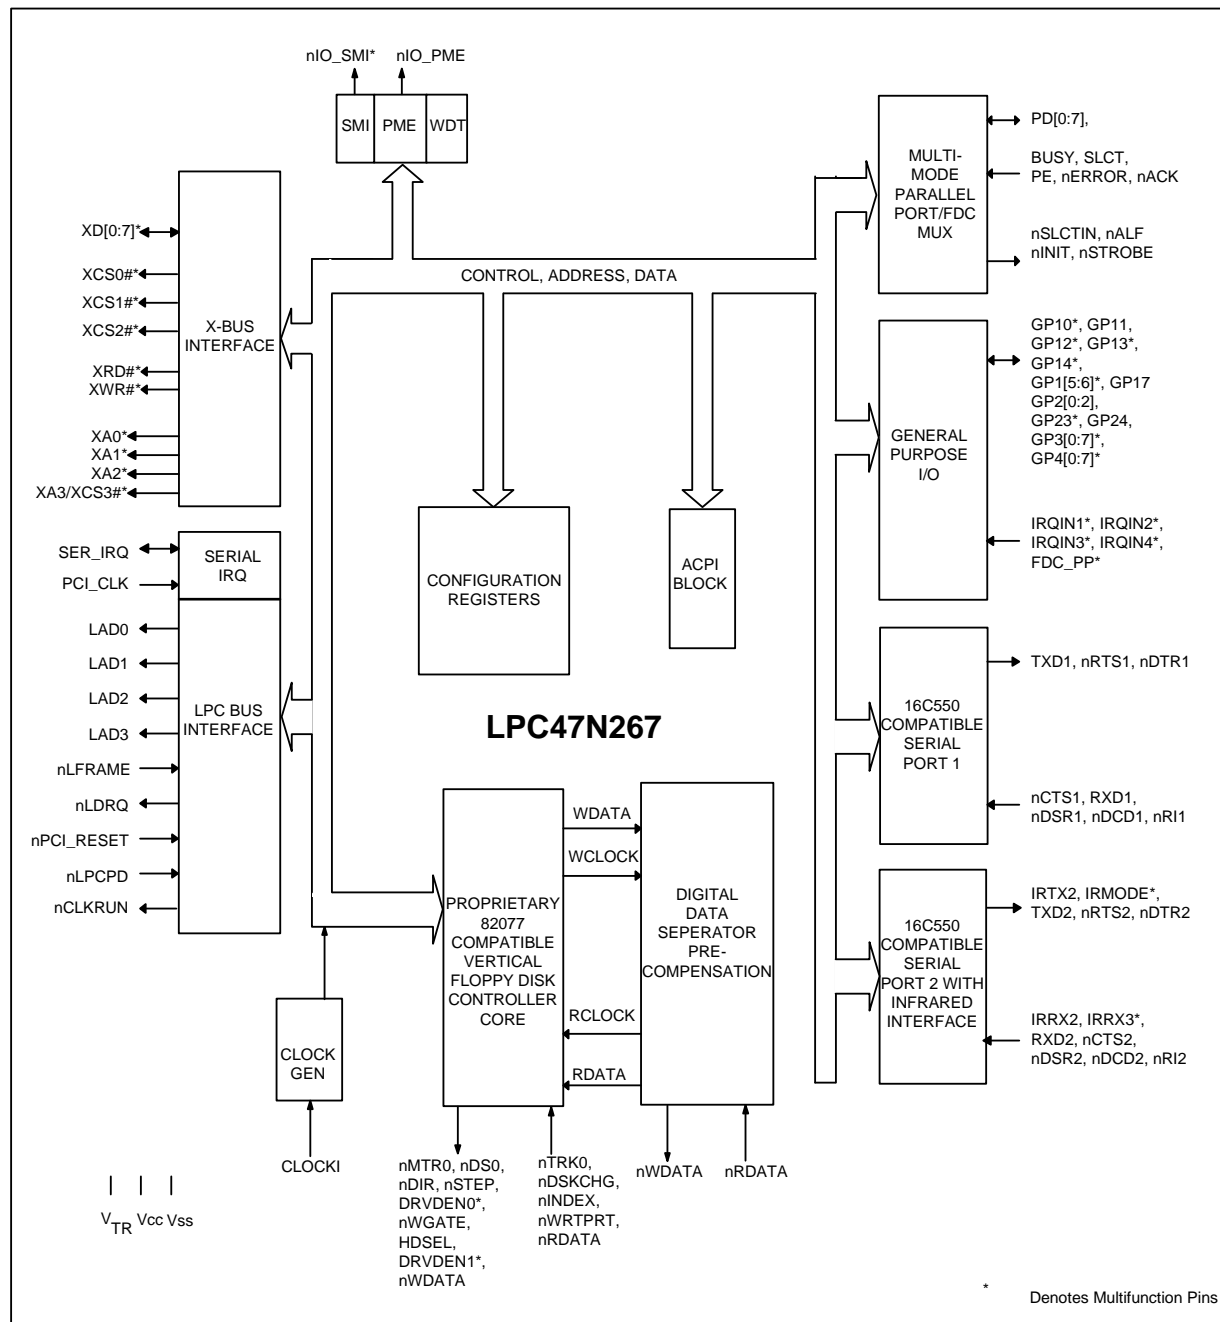 nIO_SMI* nIO_PME
SMI PME WDT
XD[0:7]*
XCS0#*
XCS1#*
XCS2#*
XRD#*
XWR#*
XA0*
XA1*
XA2*
XA3/XCS3#*
X-BUS
INTERFACE
SER_IRQ
PCI_CLK
SERIAL
IRQ
LAD0
LAD1
LAD2
LAD3
nLFRAME
nLDRQ
nPCI_RESET
nLPCPD
nCLKRUN
LPC BUS
INTERFACE
CONTROL, ADDRESS, DATA
CONFIGURATION
REGISTERS
ACPI
BLOCK
LPC47N267
MULTI-
MODE
PARALLEL
PORT/FDC
MUX
PD[0:7],
BUSY, SLCT,
PE, nERROR, nACK
nSLCTIN, nALF
nINIT, nSTROBE
GENERAL
PURPOSE
I/O
GP10*, GP11,
GP12*, GP13*,
GP14*,
GP1[5:6]*, GP17
GP2[0:2],
GP23*, GP24,
GP3[0:7]*,
GP4[0:7]*
IRQIN1*, IRQIN2*,
IRQIN3*, IRQIN4*,
FDC_PP*
16C550
COMPATIBLE
SERIAL
PORT 1
TXD1, nRTS1, nDTR1
nCTS1, RXD1,
nDSR1, nDCD1, nRI1
16C550
COMPATIBLE
SERIAL
PORT 2 WITH
INFRARED
INTERFACE
IRTX2, IRMODE*,
TXD2, nRTS2, nDTR2
IRRX2, IRRX3*,
RXD2, nCTS2,
nDSR2, nDCD2, nRI2
PROPRIETARY
82077
COMPATIBLE
VERTICAL
FLOPPY DISK
CONTROLLER
CORE
WDATA
WCLOCK
RCLOCK
RDATA
DIGITAL
DATA
SEPERATOR
PRE-
COMPENSATION
CLOCK
GEN
CLOCKI
nMTR0, nDS0,
nDIR, nSTEP,
DRVDEN0*,
nWGATE,
HDSEL,
DRVDEN1*,
nWDATA
nTRK0,
nDSKCHG,
nINDEX,
nWRTPRT,
nRDATA
nWDATA nRDATA
VTR Vcc Vss
* Denotes Multifunction Pins